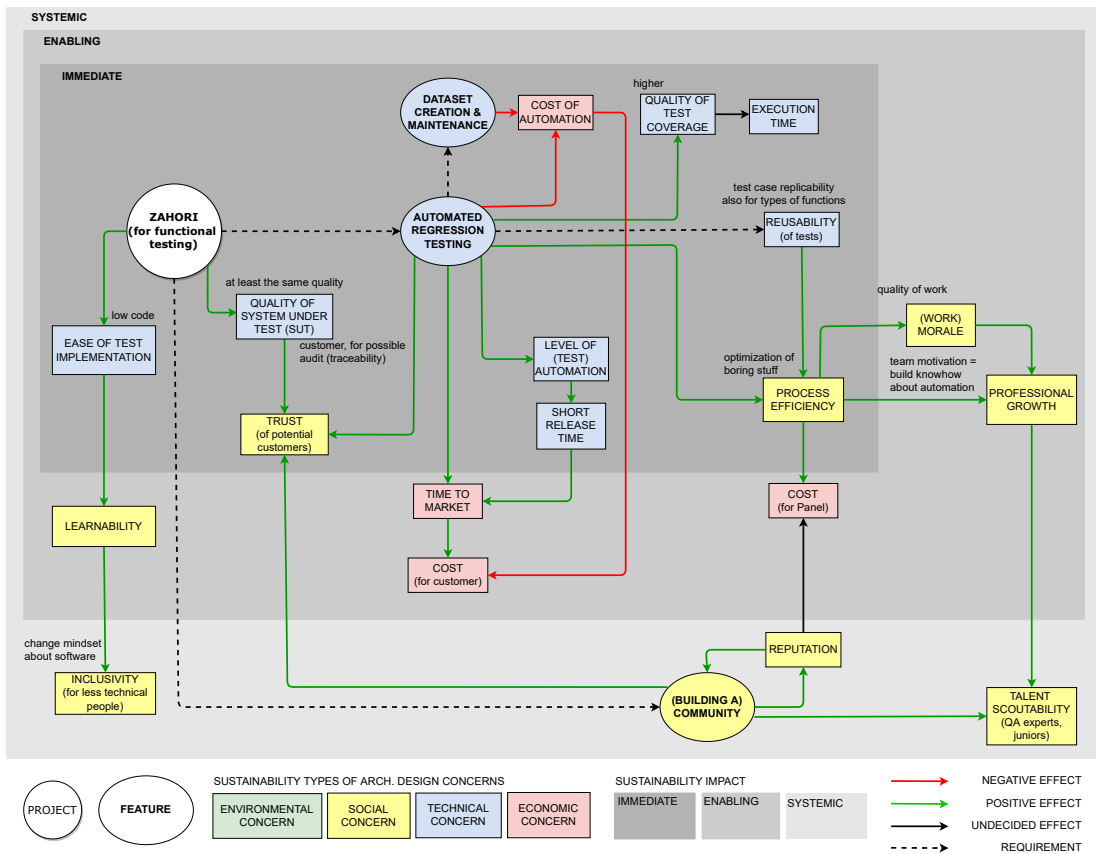 SYSTEMIC
ENABLING
IMMEDIATE
DATASET
CREATION &
MAINTENANCE
COST OF
AUTOMATION
higher
QUALITY OF
TEST
COVERAGE
EXECUTION
TIME
ZAHORI
(for functional
testing)
AUTOMATED
REGRESSION
TESTING
test case replicability
also for types of functions
REUSABILITY
(of tests)
at least the same quality
QUALITY OF
SYSTEM UNDER
TEST (SUT)
customer, for possible
audit (traceability)
low code
EASE OF TEST
IMPLEMENTATION
LEVEL OF
(TEST)
AUTOMATION
SHORT
RELEASE
TIME
optimization of
boring stuff
PROCESS
EFFICIENCY
quality of work
(WORK)
MORALE
team motivation =
build knowhow
about automation
PROFESSIONAL
GROWTH
TRUST
(of potential
customers)
TIME TO
MARKET
COST
(for Panel)
LEARNABILITY
COST
(for customer)
change mindset
about software
INCLUSIVITY
(for less technical
people)
REPUTATION
(BUILDING A)
COMMUNITY
TALENT
SCOUTABILITY
(QA experts,
juniors)
PROJECT
FEATURE
SUSTAINABILITY TYPES OF ARCH. DESIGN CONCERNS
ENVIRONMENTAL
CONCERN
SOCIAL
CONCERN
TECHNICAL
CONCERN
ECONOMIC
CONCERN
SUSTAINABILITY IMPACT
IMMEDIATE
ENABLING
SYSTEMIC
NEGATIVE EFFECT
POSITIVE EFFECT
UNDECIDED EFFECT
REQUIREMENT